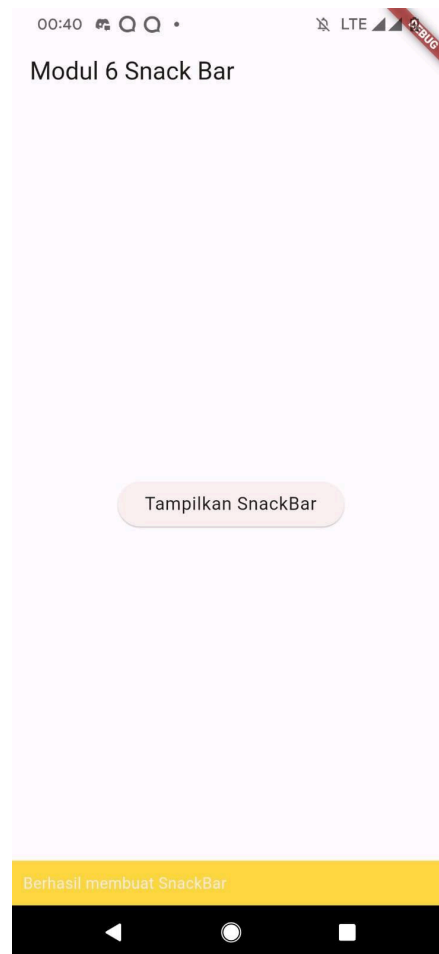 00:40
LTE
DEBUG
Modul 6 Snack Bar
Tampilkan SnackBar
Berhasil membuat SnackBar